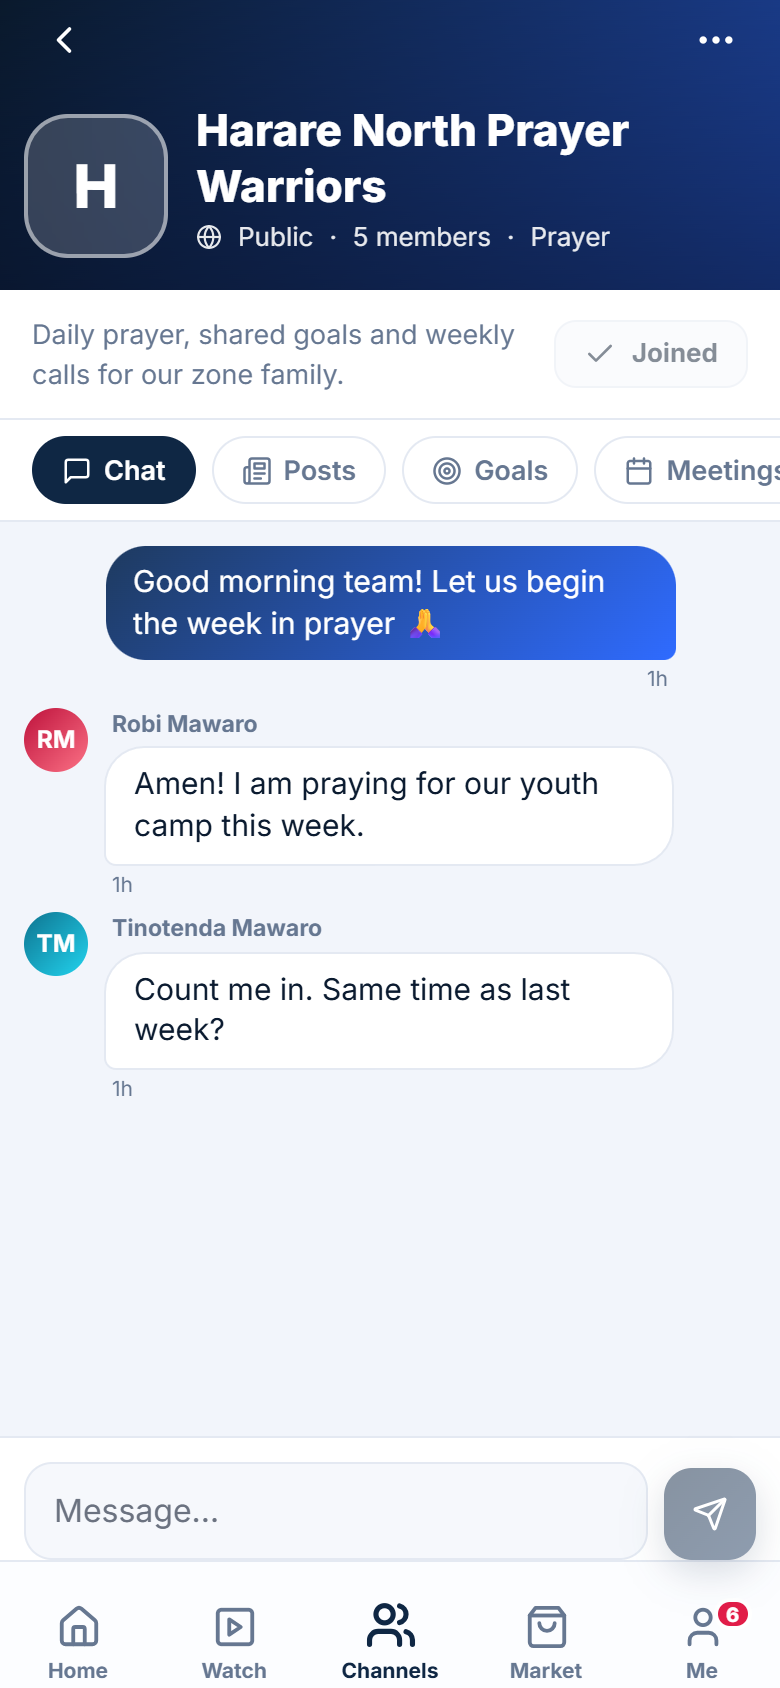 H
Harare North Prayer
Warriors
Public · 5 members · Prayer
Daily prayer, shared goals and weekly
calls for our zone family.
Joined
Chat
Posts
Goals
Meetings
Good morning team! Let us begin
the week in prayer 🙏
1h
RM
Robi Mawaro
Amen! I am praying for our youth
camp this week.
1h
TM
Tinotenda Mawaro
Count me in. Same time as last
week?
1h
Message...
6
Home
Watch
Channels
Market
Me